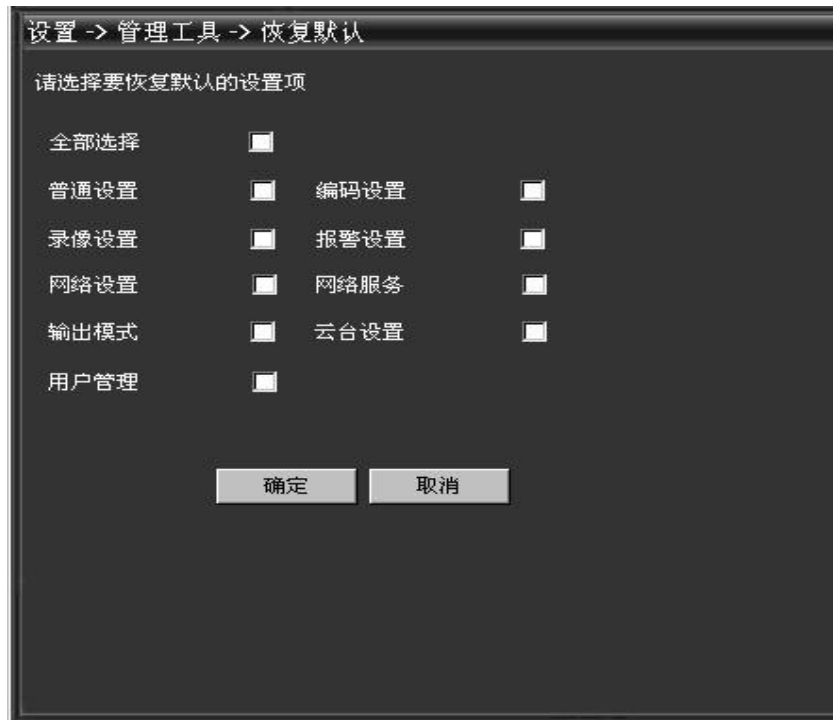 设置 -> 管理工具 -> 恢复默认
请选择要恢复默认的设置项
全部选择
普通设置 编码设置
录像设置 报警设置
网络设置 网络服务
输出模式 云台设置
用户管理
确定 取消